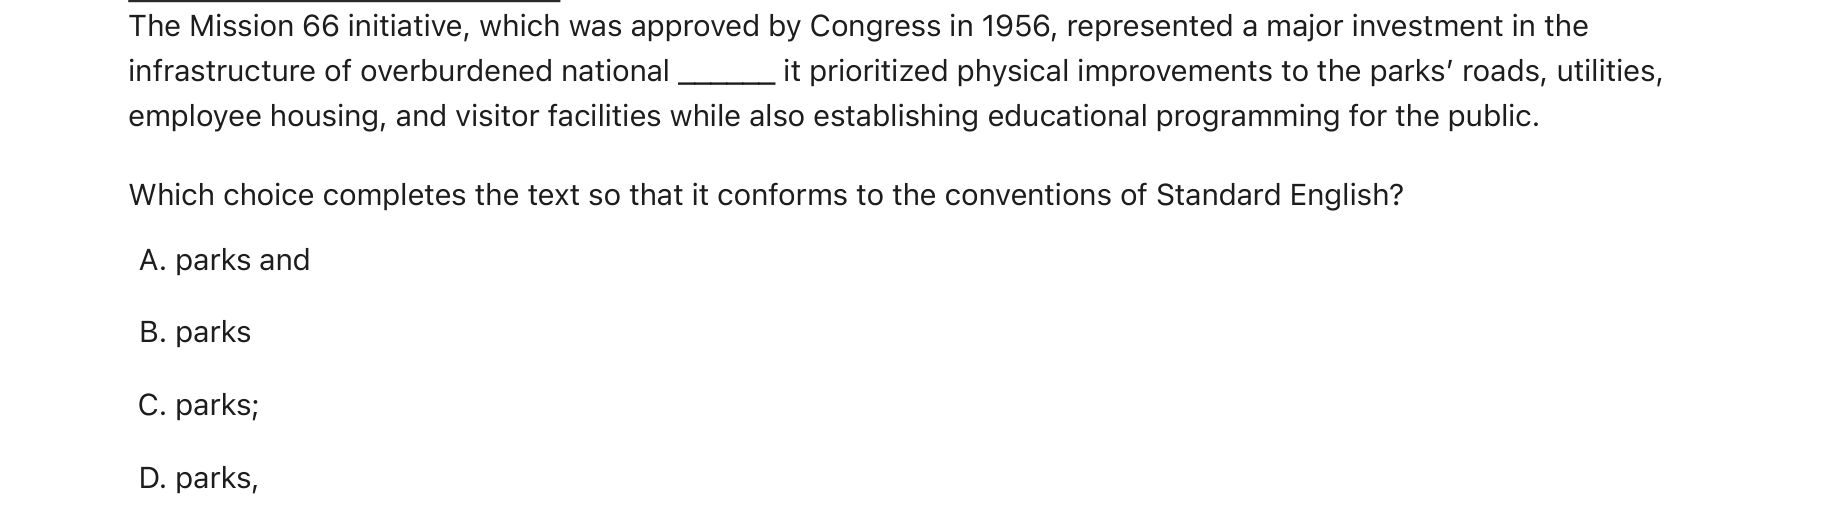 The Mission 66 initiative, which was approved by Congress in 1956, represented a major investment in the
infrastructure of overburdened national ______ it prioritized physical improvements to the parks’ roads, utilities,
employee housing, and visitor facilities while also establishing educational programming for the public.
Which choice completes the text so that it conforms to the conventions of Standard English?
A. parks and
B. parks
C. parks;
D. parks,